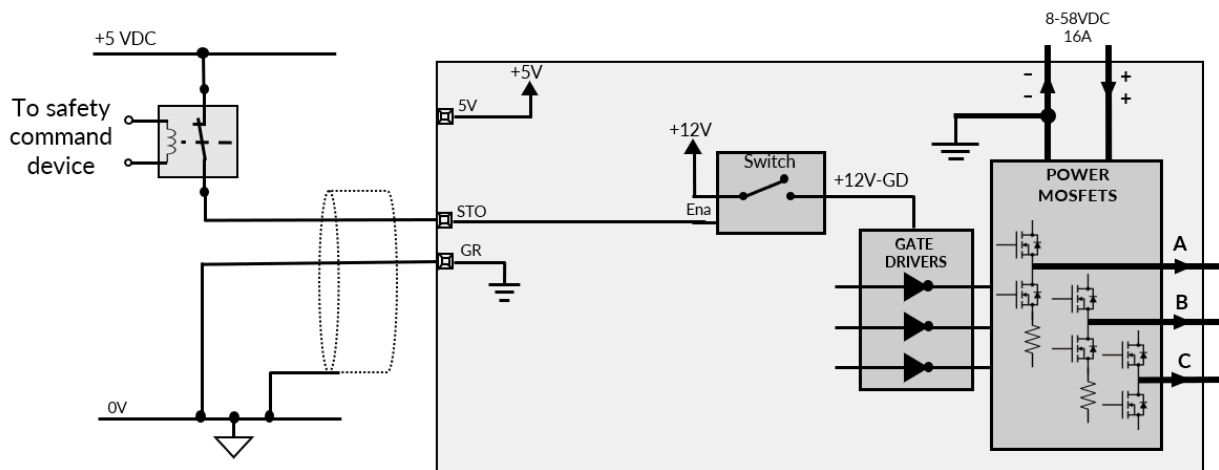 8-58VDC
16A
+5 VDC
+5V
- +
- +
5V
To safety
command
device
+12V
Switch
+12V-GD
POWER
MOSFETS
Ena
STO
GATE
DRIVERS
GR
A
B
C
0V